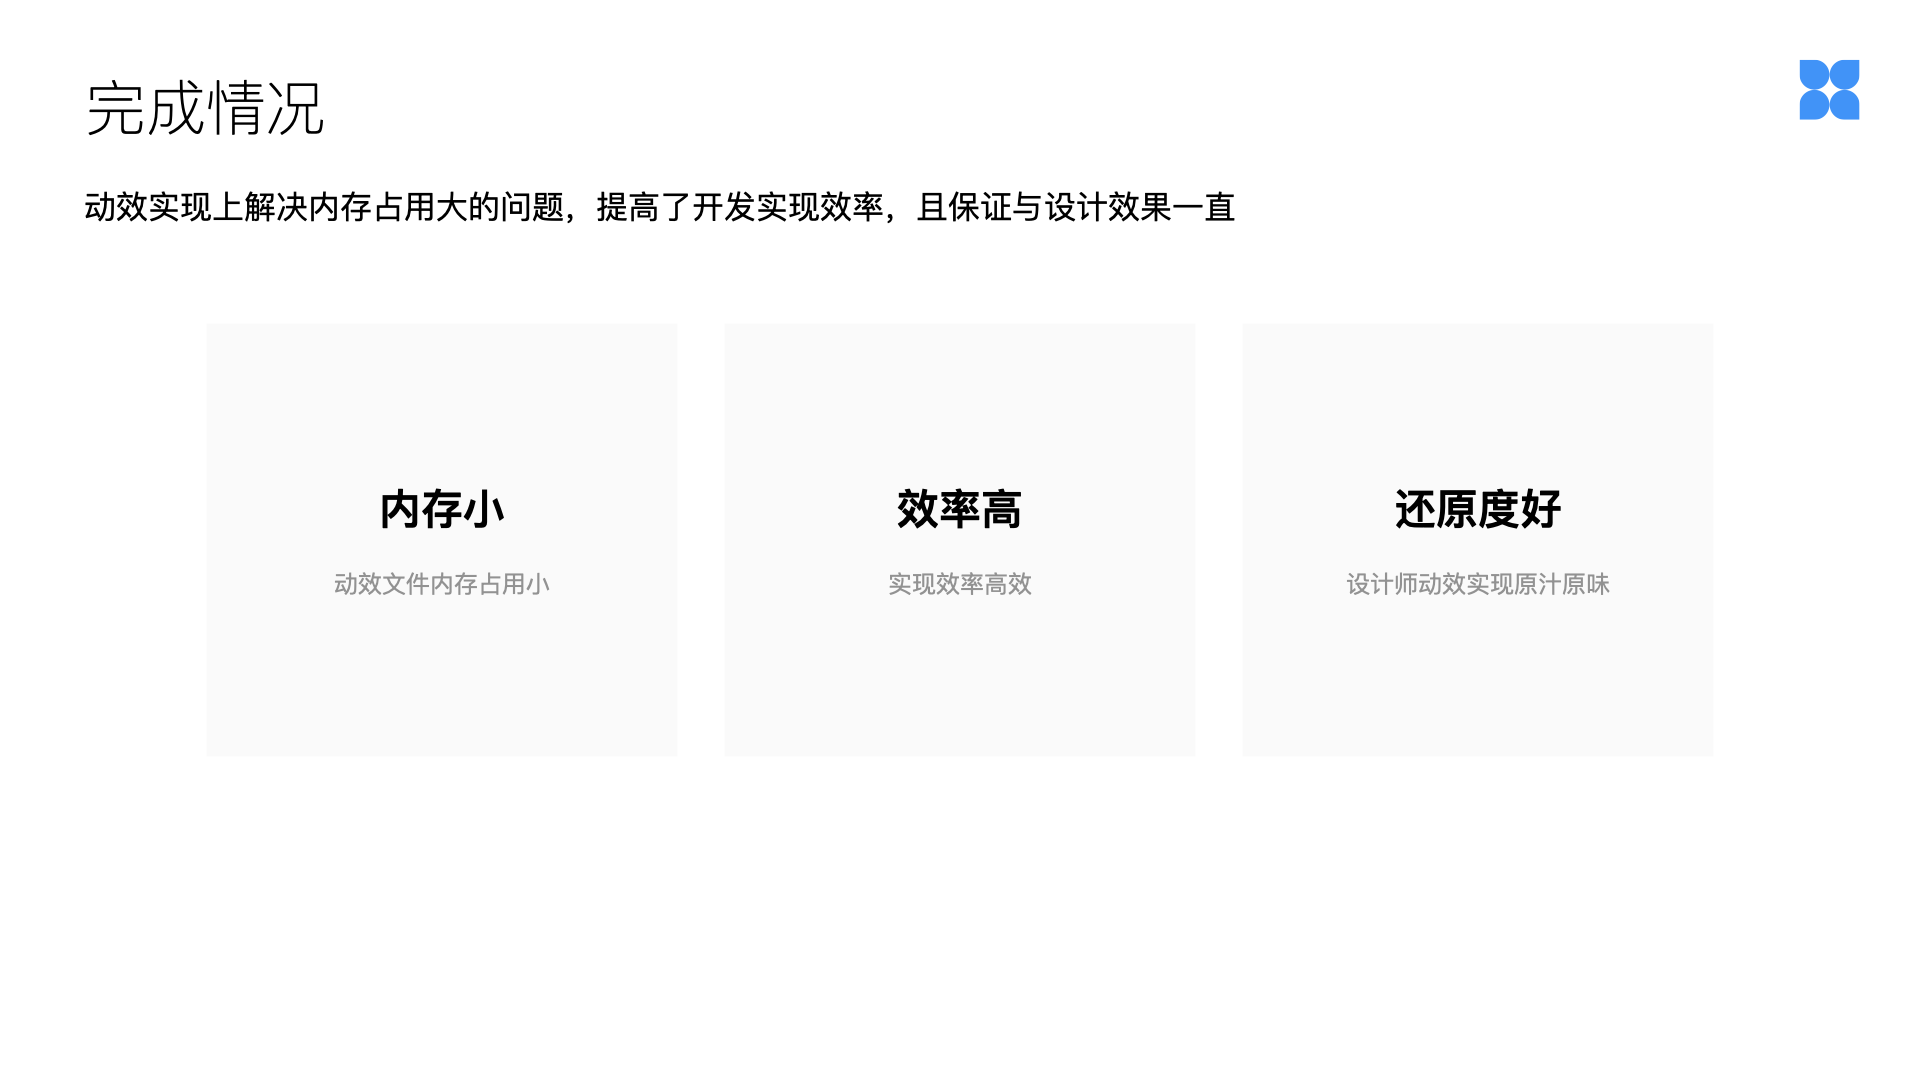 完成情况
动效实现上解决内存占用大的问题，提高了开发实现效率，且保证与设计效果一直
内存小
动效文件内存占用小
效率高
实现效率高效
还原度好
设计师动效实现原汁原味